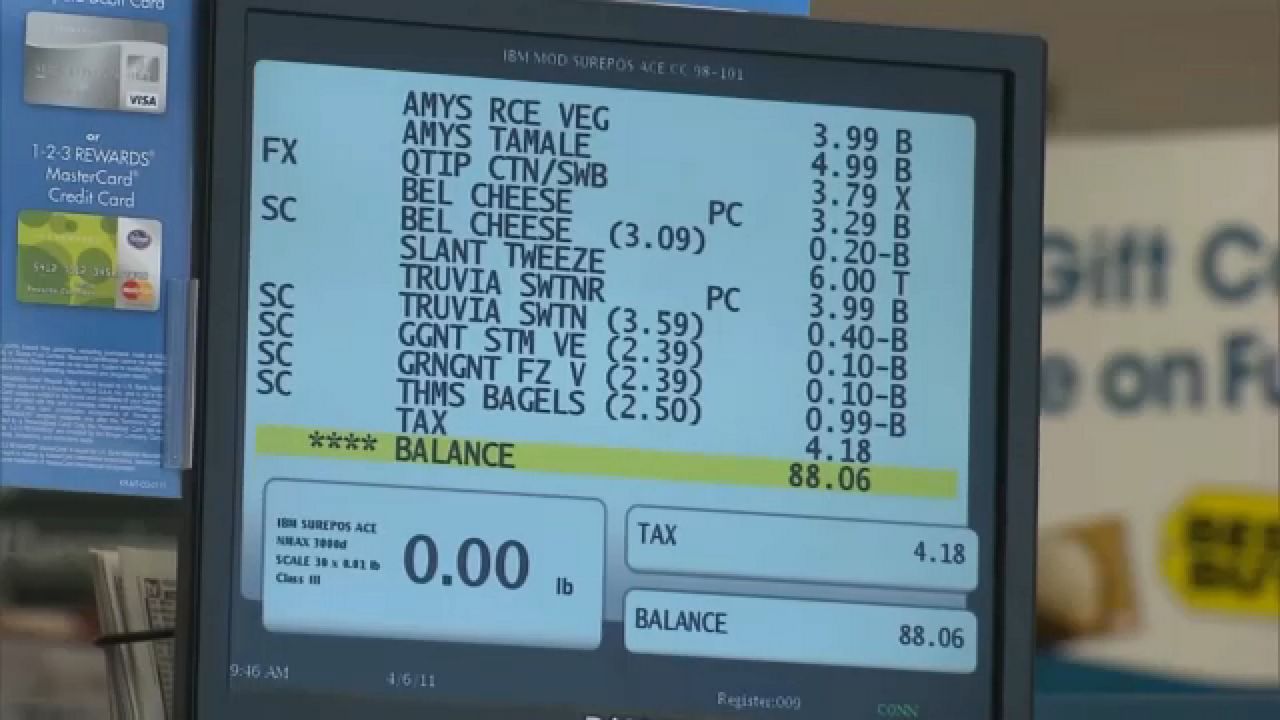 Debit Card
VISA
or
1-2-3 REWARDS®
MasterCard®
Credit Card
IBM MOD SUREPOS ACE CC 98-101
AMYS RCE VEG 3.99 B
AMYS TAMALE 4.99 B
FX QTIP CTN/SWB 3.79 X
BEL CHEESE PC 3.29 B
SC BEL CHEESE (3.09) 0.20-B
SLANT TWEEZE 6.00 T
TRUVIA SWTNR PC 3.99 B
SC TRUVIA SWTN (3.59) 0.40-B
SC GGNT STM VE (2.39) 0.10-B
SC GRNGNT FZ V (2.39) 0.10-B
SC THMS BAGELS (2.50) 0.99-B
TAX 4.18
**** BALANCE 88.06
IBM SUREPOS ACE
NMAX 3000d
SCALE 30 x 0.01 lb
Class III
0.00 lb
TAX 4.18
BALANCE 88.06
9:46 AM 4/6/11 Register:009 CONN
Gift
e on Fu
BEST
BUY